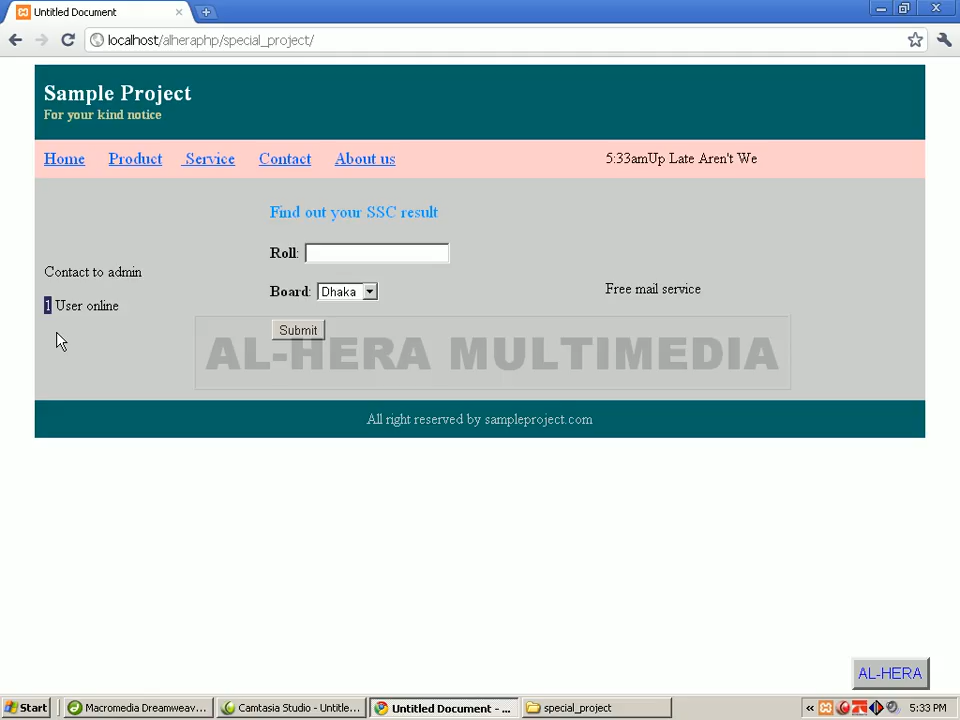 Untitled Document
localhost/alheraphp/special_project/
Sample Project
For your kind notice
Home Product Service Contact About us 5:33amUp Late Aren't We
Find out your SSC result
Roll:
Contact to admin
Board: Dhaka
Free mail service
1 User online
Submit
AL-HERA MULTIMEDIA
All right reserved by sampleproject.com
AL-HERA
Start Macromedia Dreamweav... Camtasia Studio - Untitle... Untitled Document - ... special_project « 5:33 PM